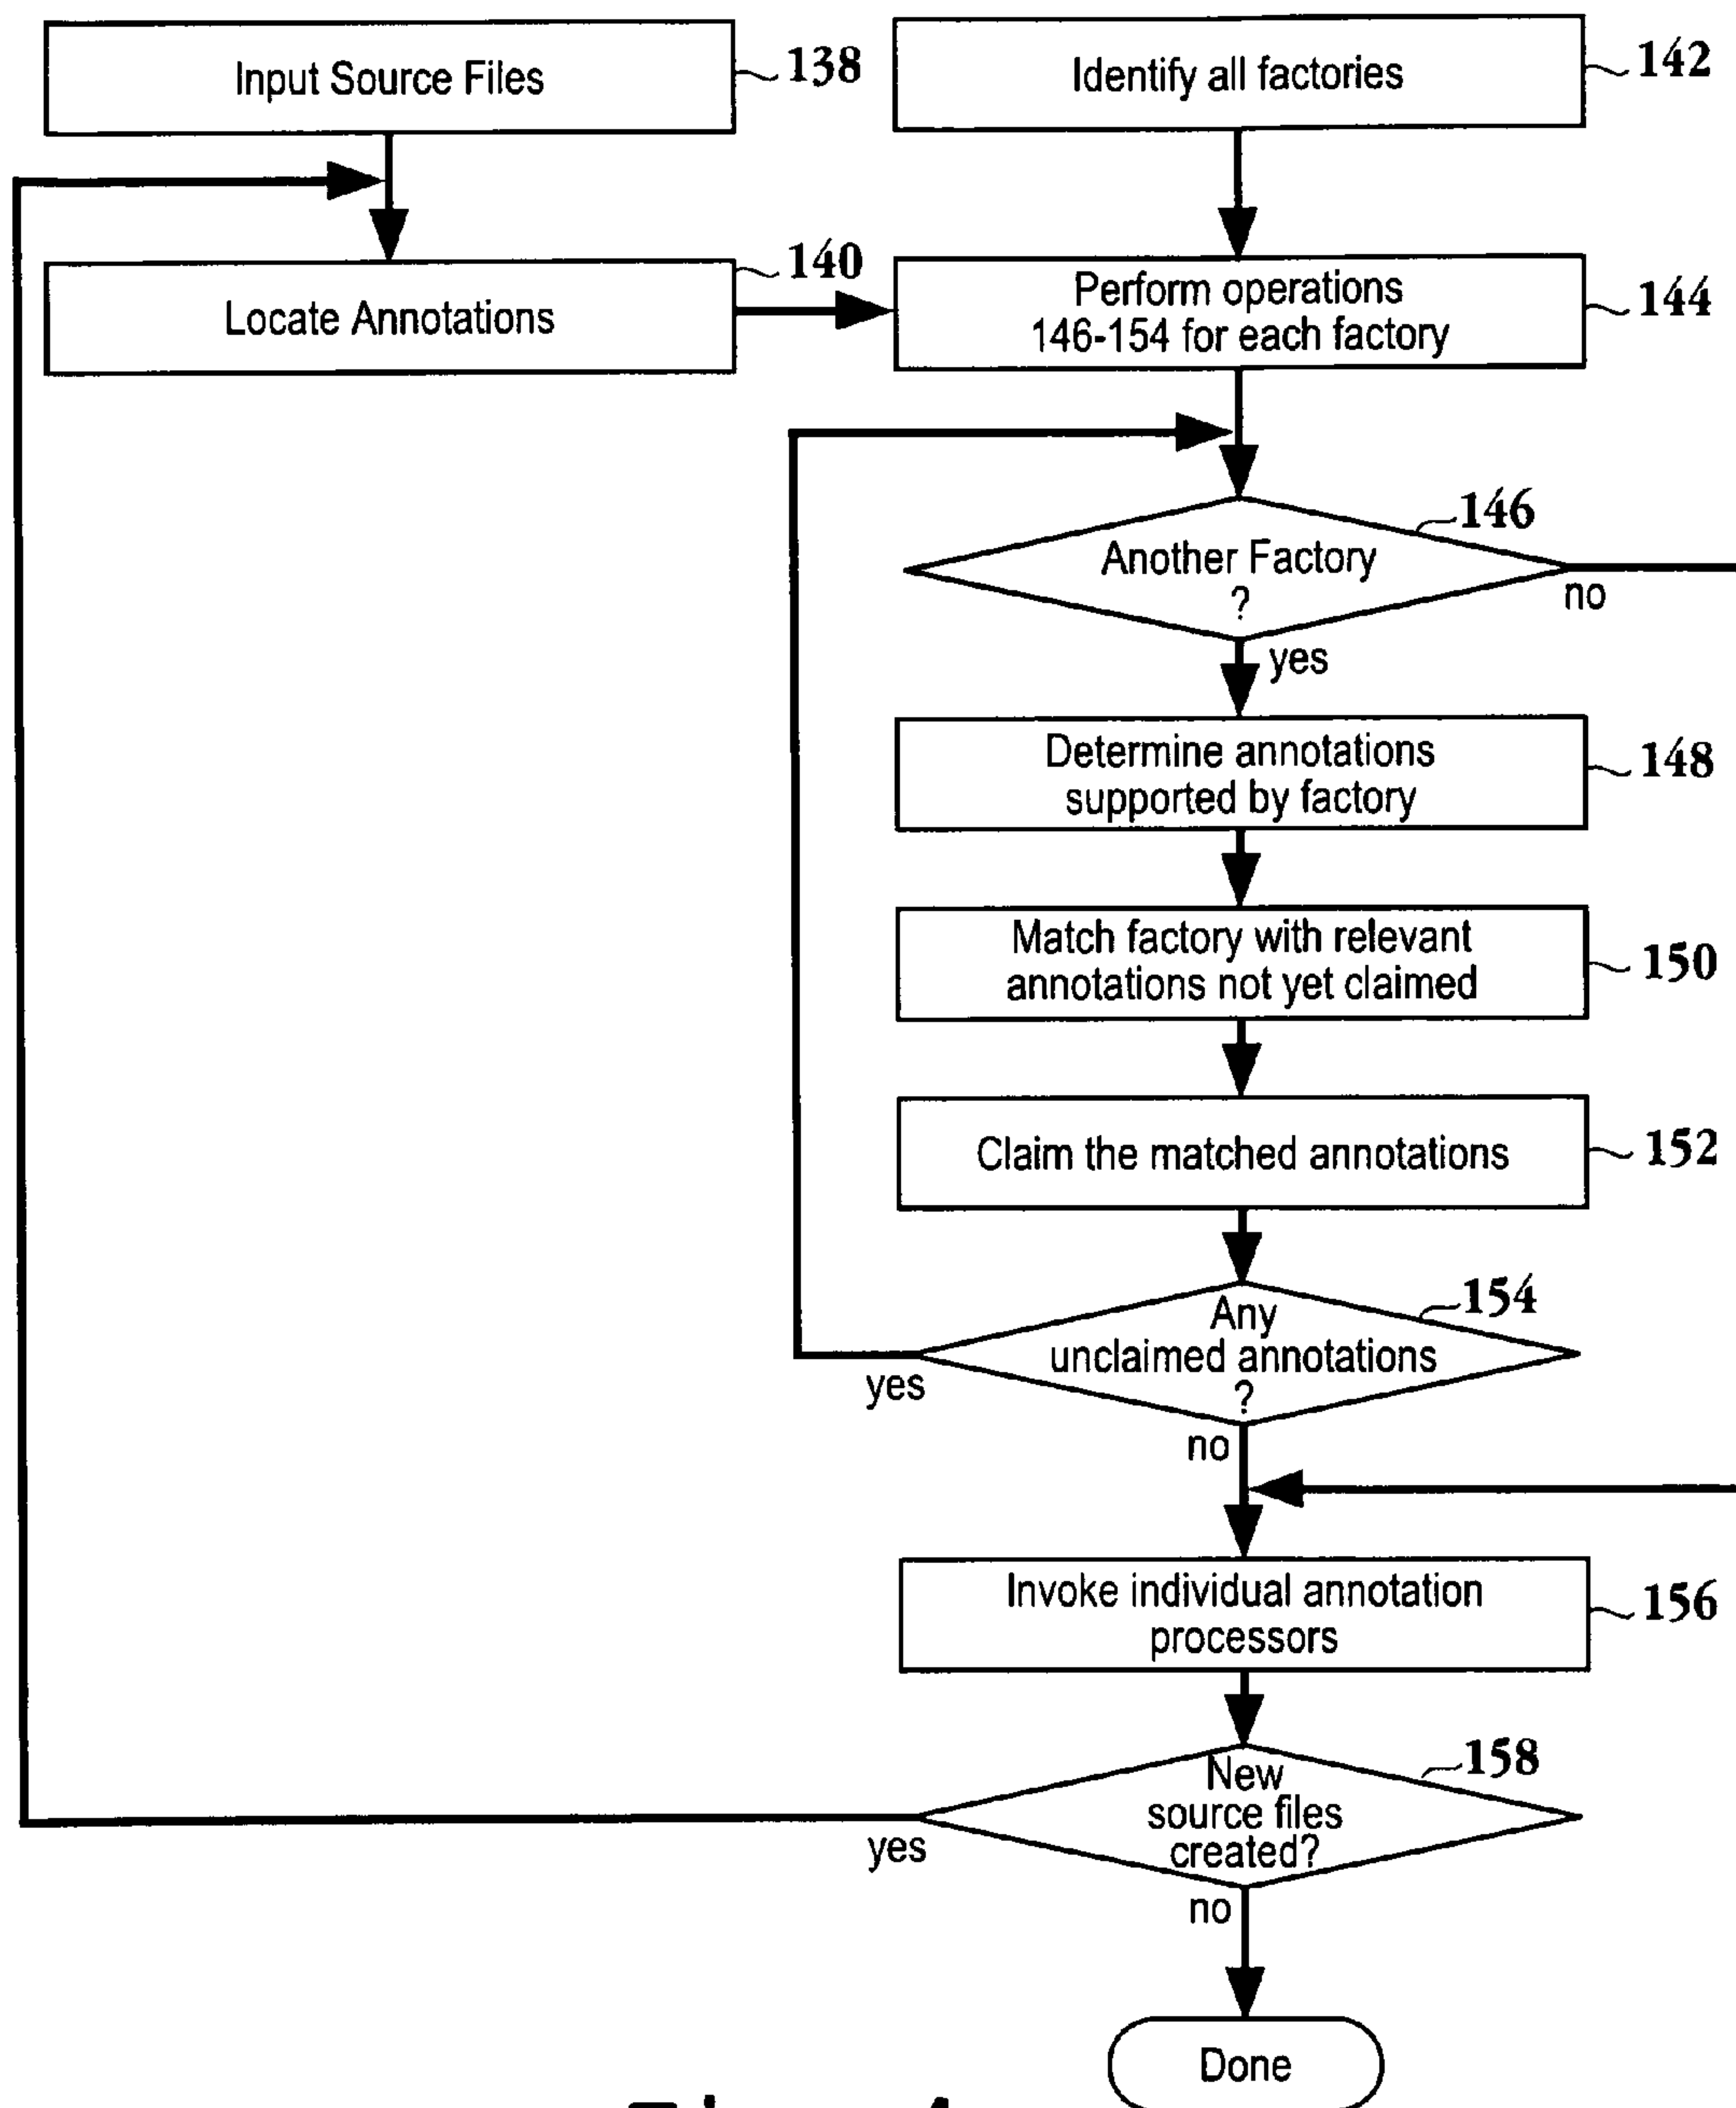 Input Source Files
138
Identify all factories
142
Locate Annotations
140
Perform operations
146-154 for each factory
144
146
Another Factory
?
no
yes
Determine annotations
supported by factory
148
Match factory with relevant
annotations not yet claimed
150
Claim the matched annotations
152
154
Any
unclaimed annotations
?
yes
no
Invoke individual annotation
processors
156
158
New
source files
created?
yes
no
Done